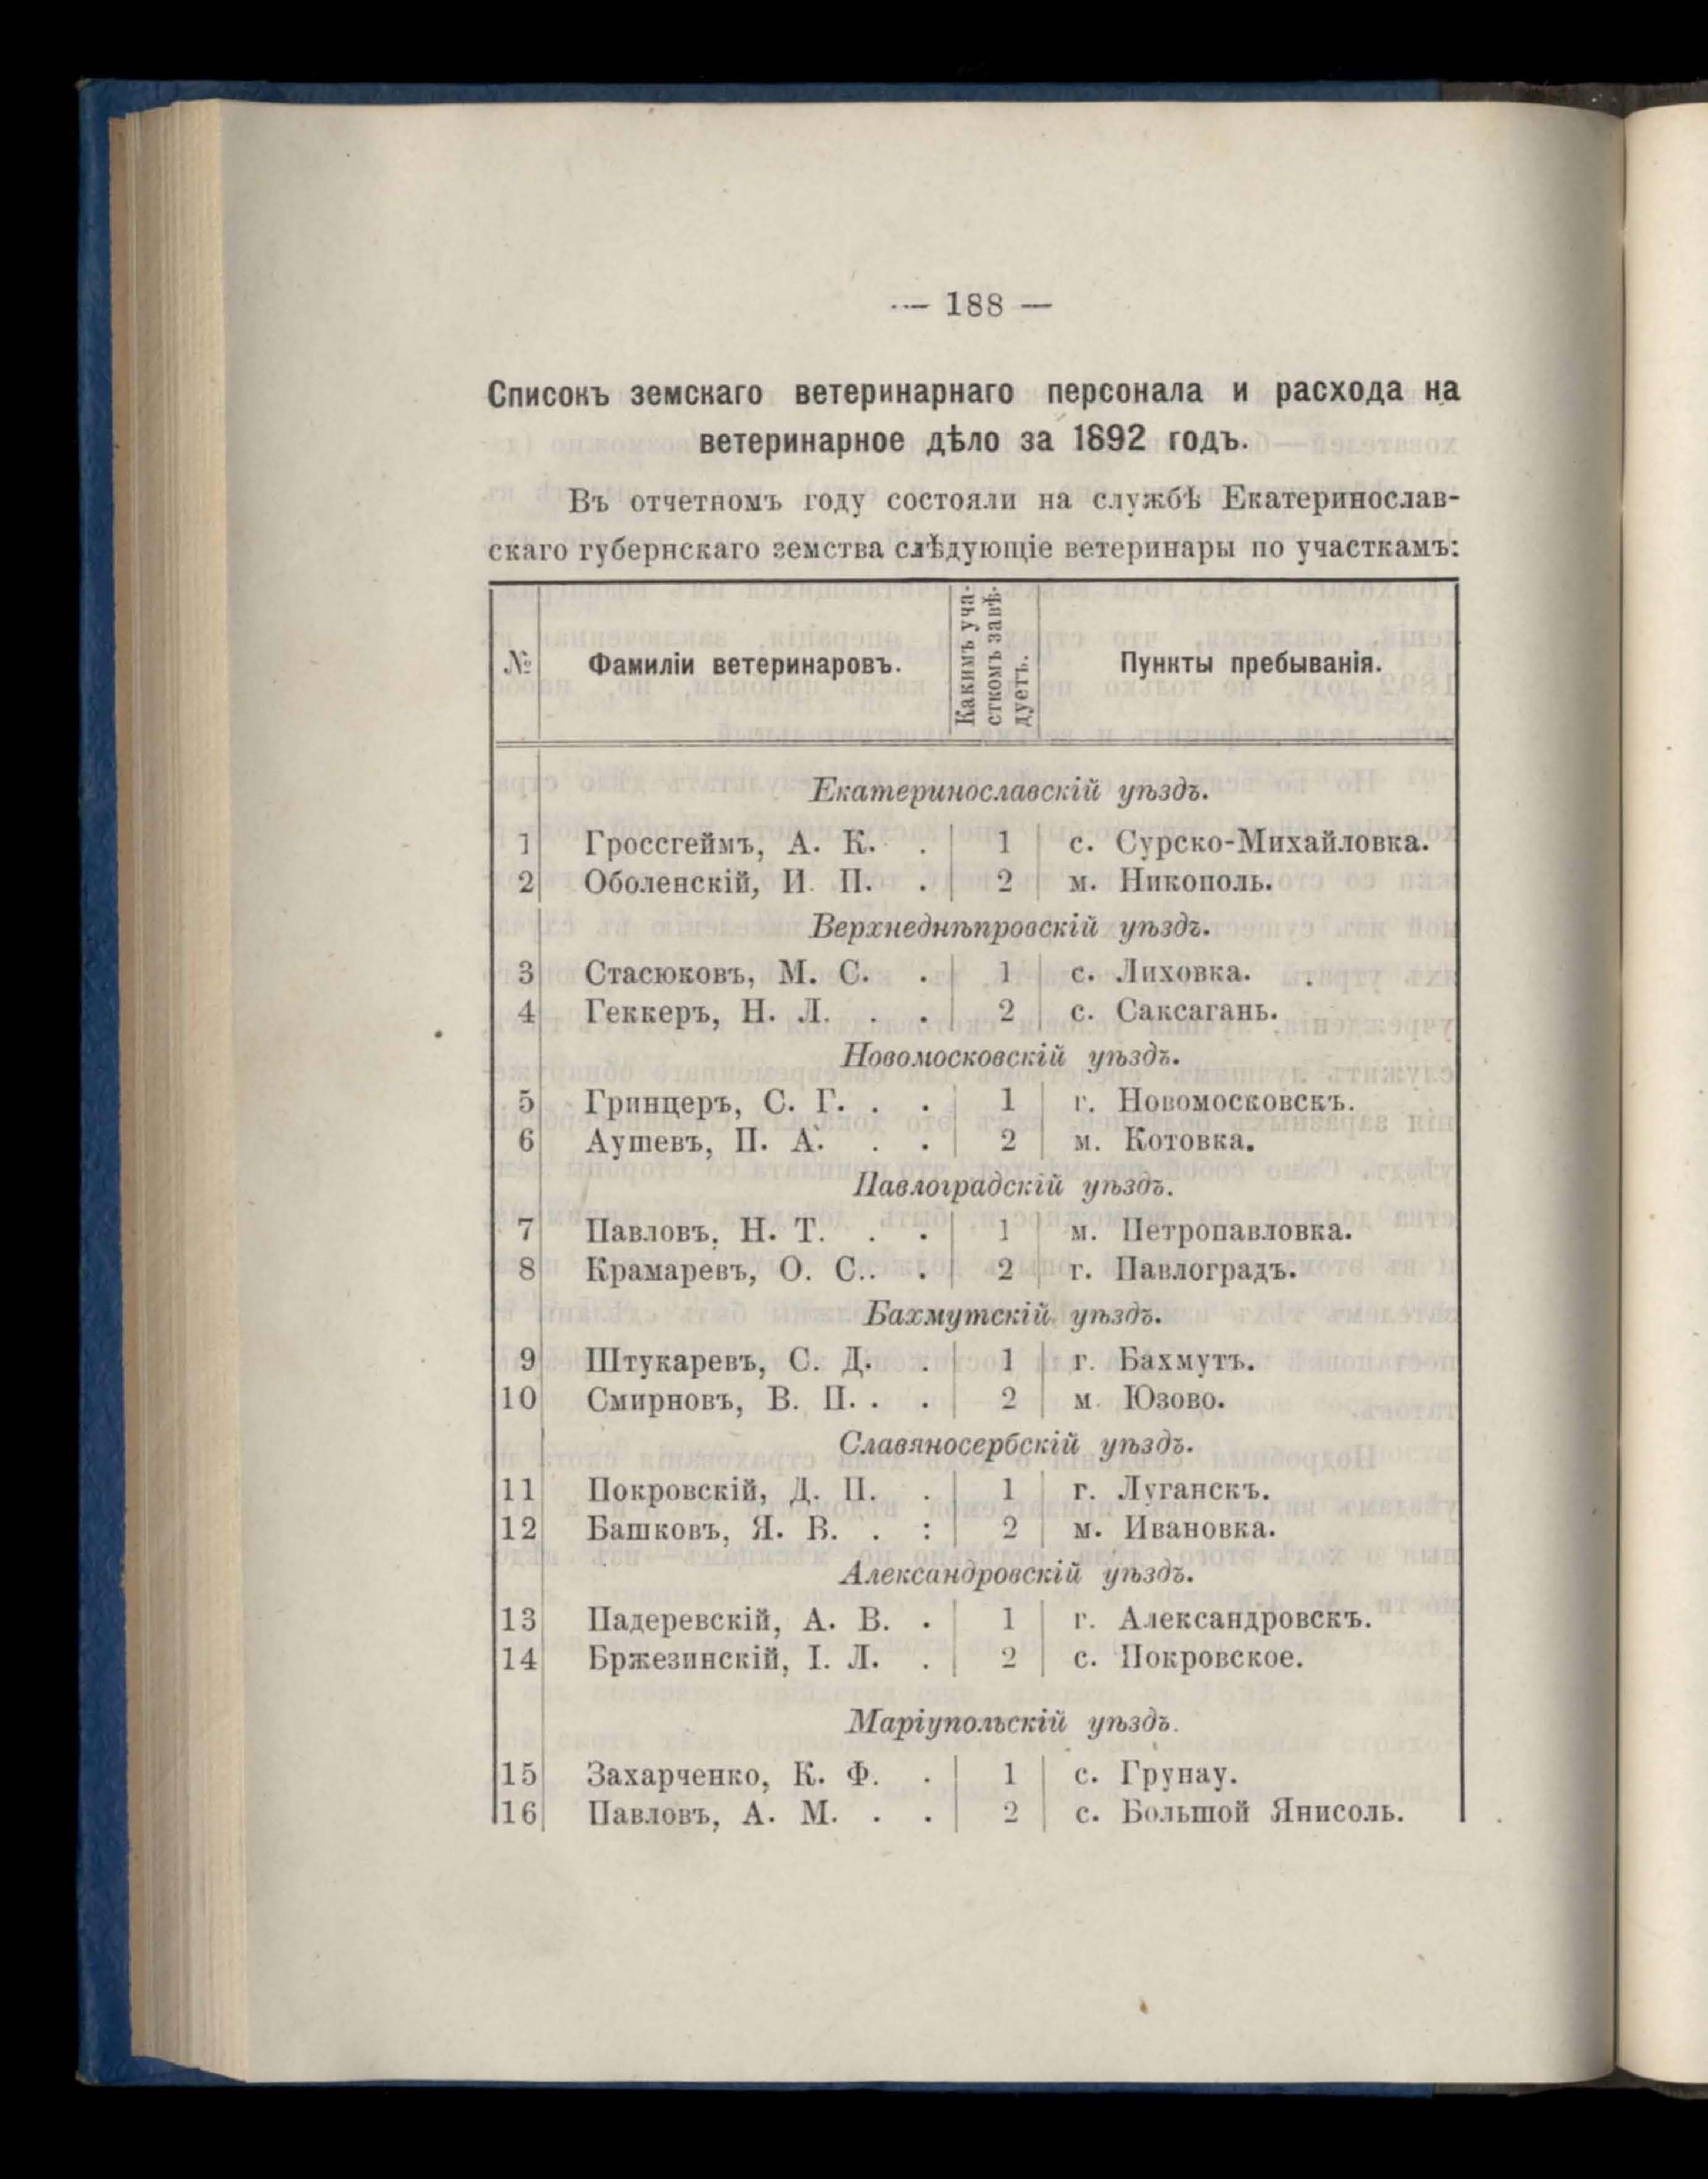 — 188 —
Списокъ земскаго ветеринарнаго персонала и расхода на
ветеринарное дѣло за 1892 годъ.
Въ отчетномъ году состояли на службѣ Екатеринослав-
скаго губернскаго земства слѣдующіе ветеринары по участкамъ:
№ Фамиліи ветеринаровъ. Какимъ уча-
сткомъ завѣ-
дуетъ. Пункты пребыванія.
Екатеринославскій уѣздъ.
1 Гроссгеймъ, А. К. . 1 с. Сурско-Михайловка.
2 Оболенскій, И. П. . 2 м. Никополь.
Верхнеднѣпровскій уѣздъ.
3 Стасюковъ, М. С. . 1 с. Лиховка.
4 Геккеръ, Н. Л. . . 2 с. Саксагань.
Новомосковскій уѣздъ.
5 Гринцеръ, С. Г. . . 1 г. Новомосковскъ.
6 Аушевъ, П. А. . . 2 м. Котовка.
Павлоградскій уѣздъ.
7 Павловъ, Н. Т. . . 1 м. Петропавловка.
8 Крамаревъ, О. С. . . 2 г. Павлоградъ.
Бахмутскій уѣздъ.
9 Штукаревъ, С. Д. . 1 г. Бахмутъ.
10 Смирновъ, В. П. . . 2 м. Юзово.
Славяносербскій уѣздъ.
11 Покровскій, Д. П. . 1 г. Луганскъ.
12 Башковъ, Я. В. . : 2 м. Ивановка.
Александровскій уѣздъ.
13 Падеревскій, А. В. . 1 г. Александровскъ.
14 Бржезинскій, І. Л. . 2 с. Покровское.
Маріупольскій уѣздъ.
15 Захарченко, К. Ф. . 1 с. Грунау.
16 Павловъ, А. М. . . 2 с. Большой Янисоль.